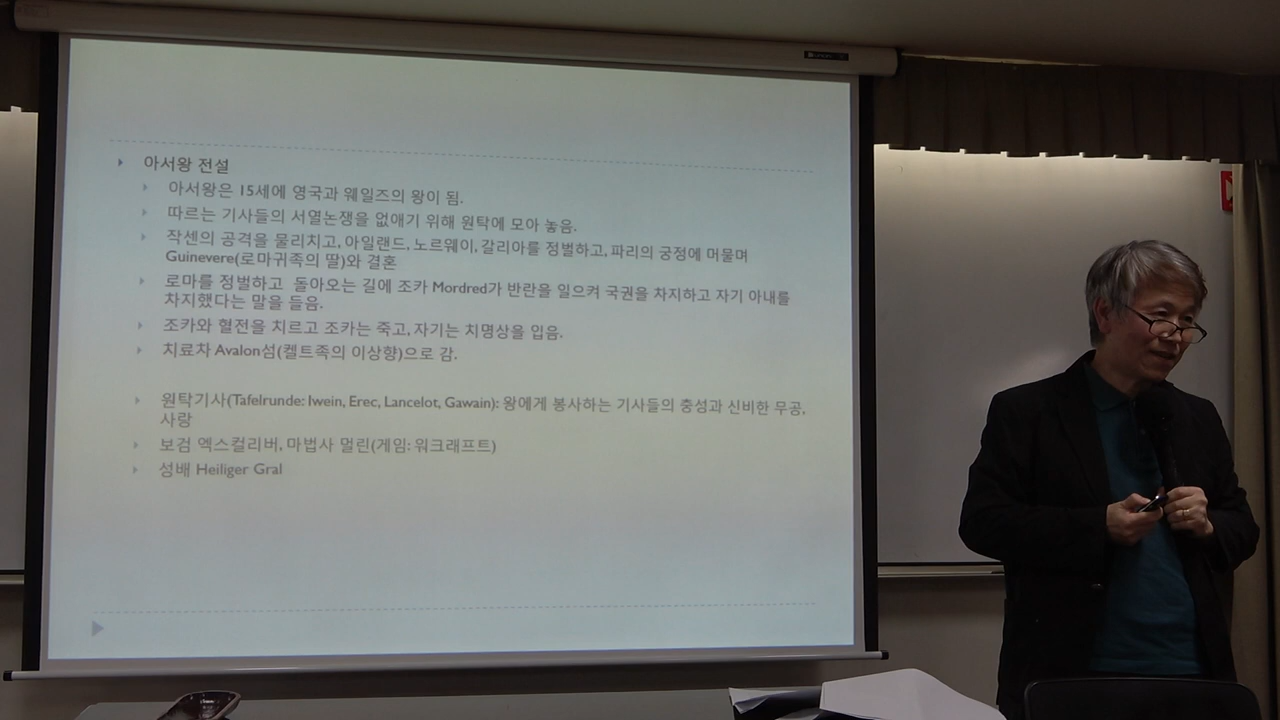 아서왕 전설
아서왕은 15세에 영국과 웨일즈의 왕이 됨.
따르는 기사들의 서열논쟁을 없애기 위해 원탁에 모아 놓음.
작센의 공격을 물리치고, 아일랜드, 노르웨이, 갈리아를 정벌하고, 파리의 궁정에 머물며
Guinevere(로마귀족의 딸)와 결혼
로마를 정벌하고 돌아오는 길에 조카 Mordred가 반란을 일으켜 국권을 차지하고 자기 아내를
차지했다는 말을 들음.
조카와 혈전을 치르고 조카는 죽고, 자기는 치명상을 입음.
치료차 Avalon섬(켈트족의 이상향)으로 감.
원탁기사(Tafelrunde: Iwein, Erec, Lancelot, Gawain): 왕에게 봉사하는 기사들의 충성과 신비한 무공,
사랑
보검 엑스컬리버, 마법사 멀린(게임: 워크래프트)
성배 Heiliger Gral